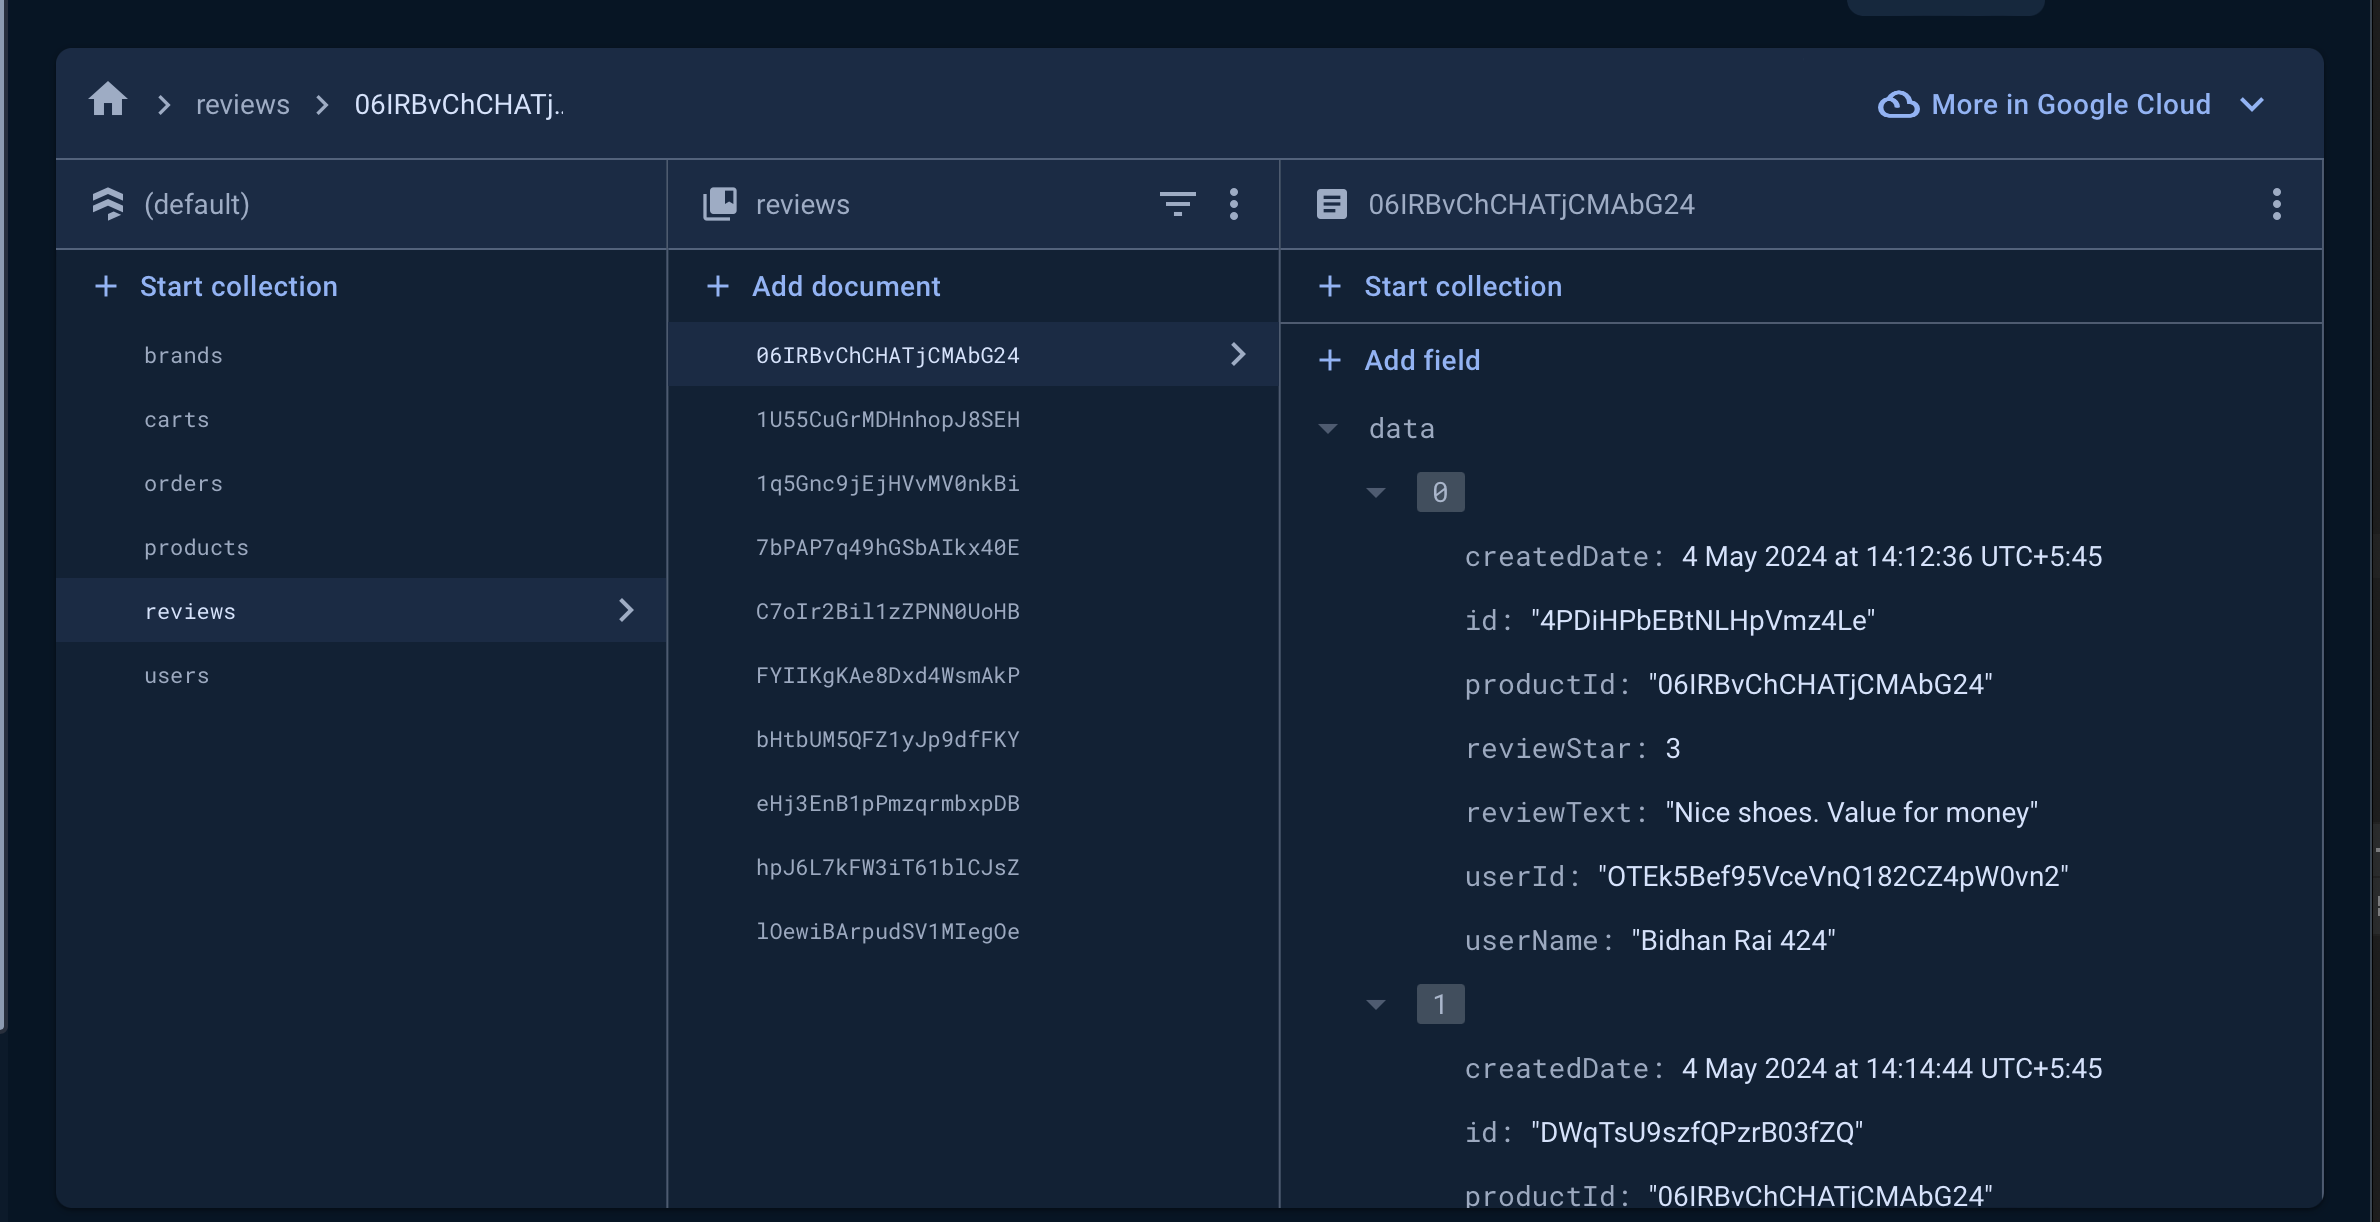 reviews
06IRBvChCHATj..
More in Google Cloud
(default)
Start collection
brands
carts
orders
products
reviews
users
reviews
Add document
06IRBvChCHATjCMAbG24
1U55CuGrMDHnhopJ8SEH
1q5Gnc9jEjHVvMV0nkBi
7bPAP7q49hGSbAIkx40E
C7oIr2Bil1zZPNN0UoHB
FYIIKgKAe8Dxd4WsmAkP
bHtbUM5QFZ1yJp9dfFKY
eHj3EnB1pPmzqrmbxpDB
hpJ6L7kFW3iT61blCJsZ
lOewiBArpudSV1MIegOe
06IRBvChCHATjCMAbG24
Start collection
Add field
data
0
createdDate: 4 May 2024 at 14:12:36 UTC+5:45
id: "4PDiHPbEBtNLHpVmz4Le"
productId: "06IRBvChCHATjCMAbG24"
reviewStar: 3
reviewText: "Nice shoes. Value for money"
userId: "OTEk5Bef95VceVnQ182CZ4pW0vn2"
userName: "Bidhan Rai 424"
1
createdDate: 4 May 2024 at 14:14:44 UTC+5:45
id: "DWqTsU9szfQPzrB03fZQ"
productId: "06IRBvChCHATjCMAbG24"